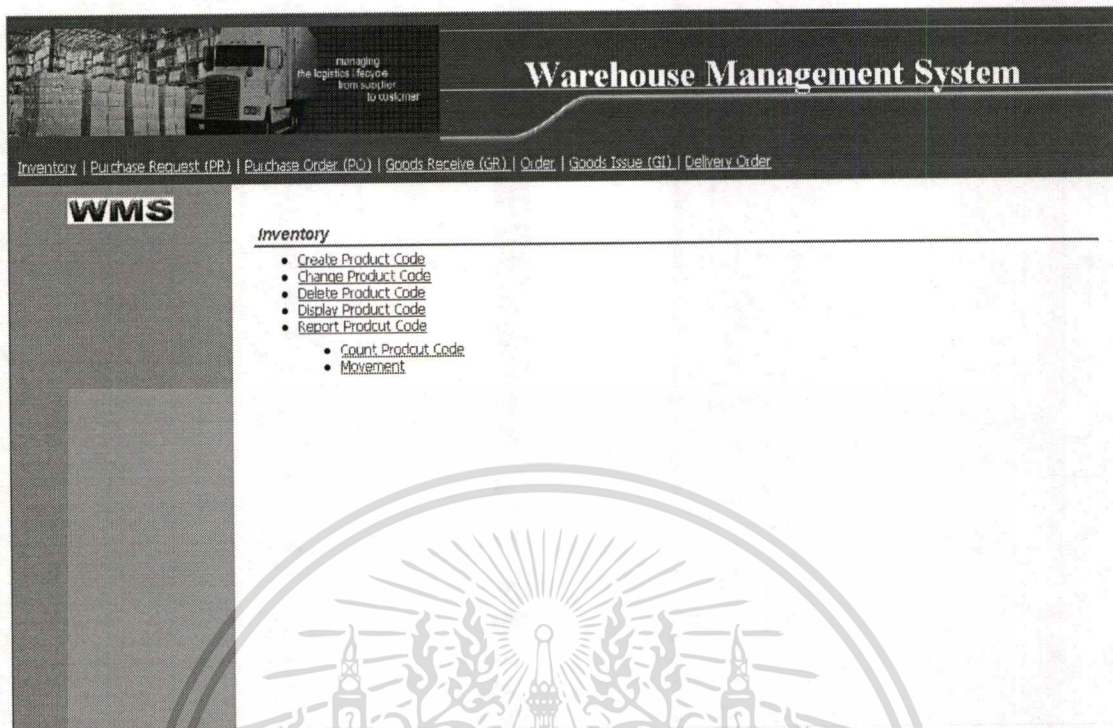 managing
the logistics lifecycle
from supplier
to customer
Warehouse Management System
Inventory | Purchase Request (PR) | Purchase Order (PO) | Goods Receive (GR) | Order | Goods Issue (GI) | Delivery Order
WMS
Inventory
• Create Product Code
• Change Product Code
• Delete Product Code
• Display Product Code
• Report Prodcut Code
• Count Prodcut Code
• Movement